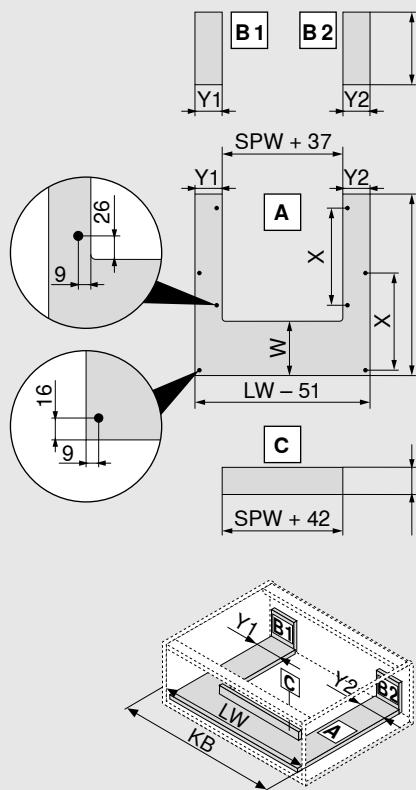 B1 B2
Y1 Y2
SPW + 37
Y1 Y2
A
26
9
X
X
W
LW – 51
16
9
C
SPW + 42
Y1 B1
C
Y2 B2
LW A
KB